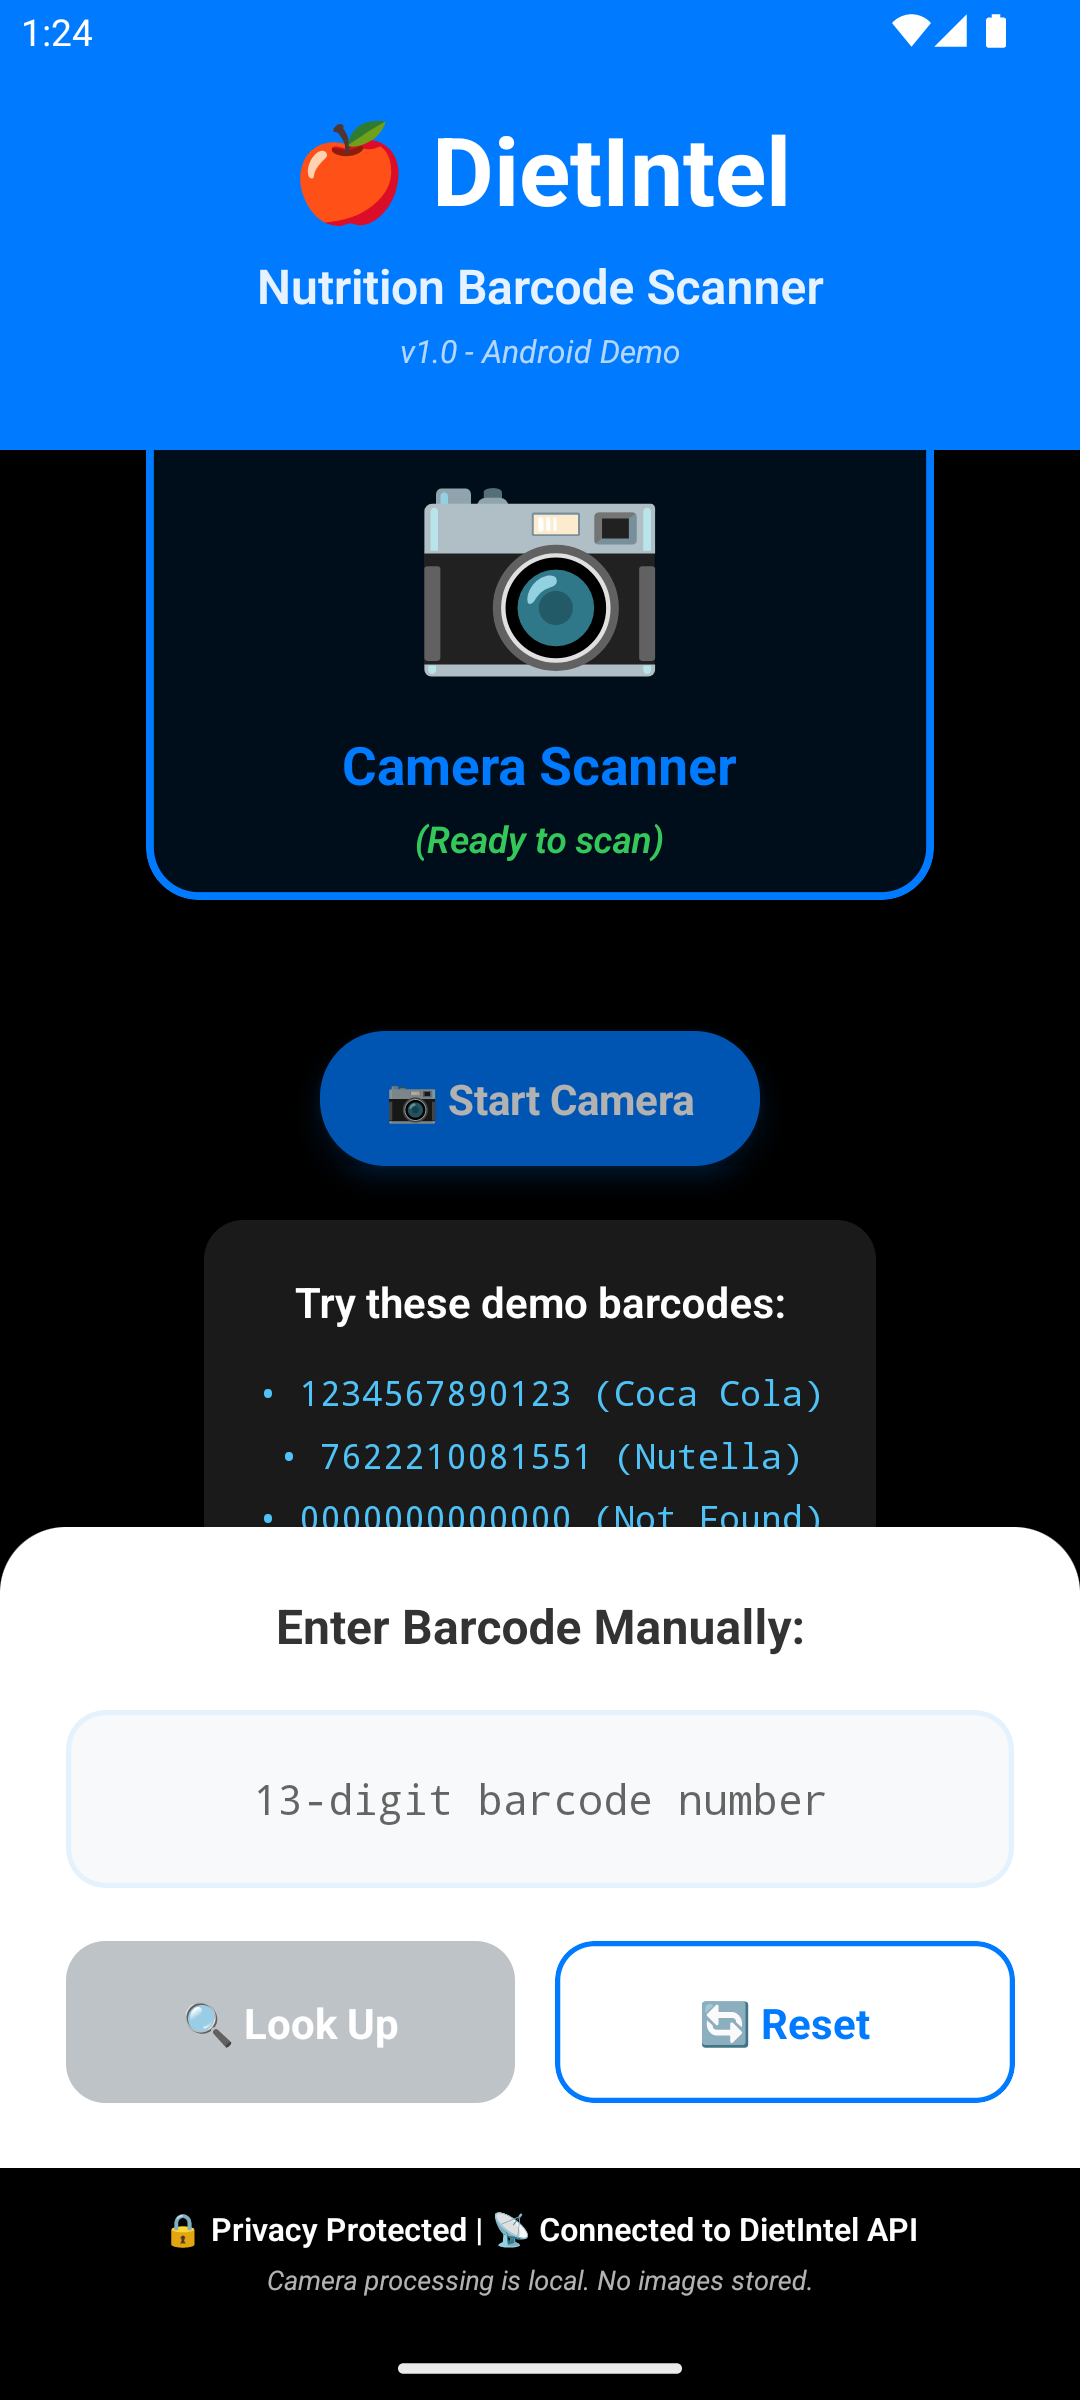 1:24
🍎 DietIntel
Nutrition Barcode Scanner
v1.0 - Android Demo
Camera Scanner
(Ready to scan)
📷 Start Camera
Try these demo barcodes:
• 1234567890123 (Coca Cola)
• 7622210081551 (Nutella)
• 0000000000000 (Not Found)
Enter Barcode Manually:
13-digit barcode number
🔍 Look Up
🔄 Reset
🔒 Privacy Protected | 📡 Connected to DietIntel API
Camera processing is local. No images stored.